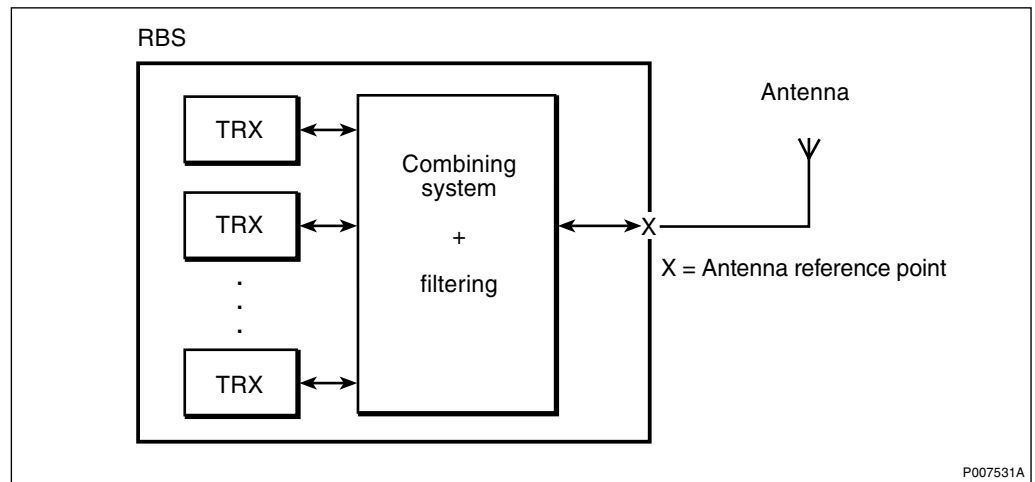 RBS
TRX
TRX
.
.
.
TRX
Combining
system
+
filtering
X
Antenna
X = Antenna reference point
P007531A